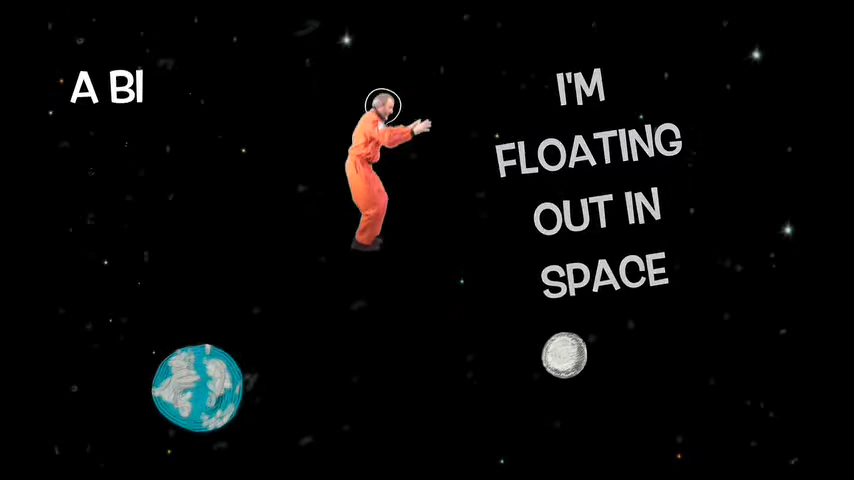 A BI
I'M
FLOATING
OUT IN
SPACE